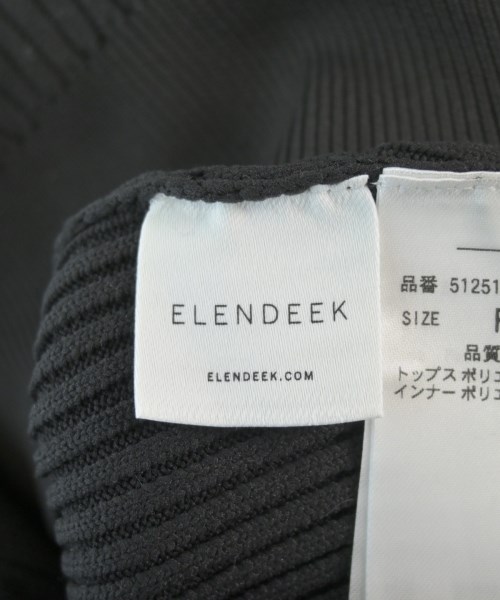 ELENDEEK
ELENDEEK.COM
品番 51251
SIZE
品質
トップス ポリエ
インナー ポリエ